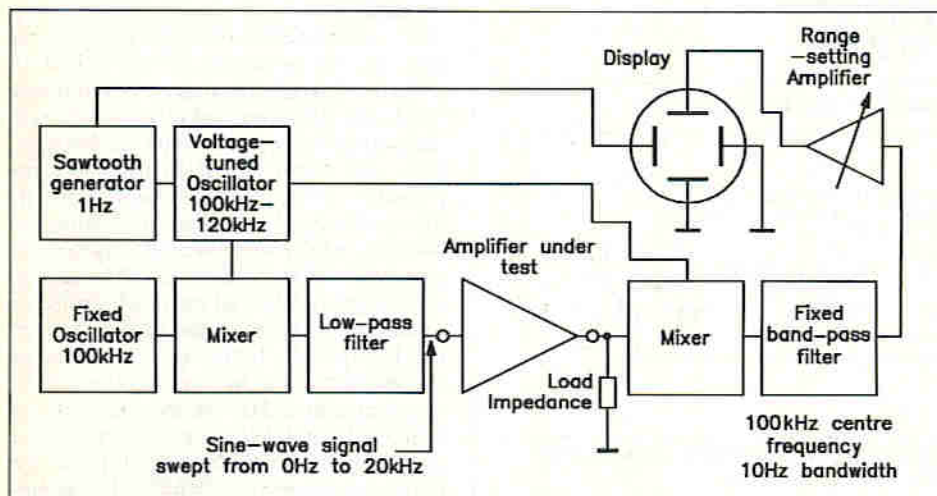 Display
Range
-setting
Amplifier
Sawtooth
generator
1Hz
Voltage-
tuned
Oscillator
100kHz-
120kHz
Amplifier under
test
Fixed
Oscillator
100kHz
Mixer
Low-pass
filter
Mixer
Fixed
band-pass
filter
Load
Impedance
Sine-wave signal
swept from 0Hz to 20kHz
100kHz centre
frequency
10Hz bandwidth